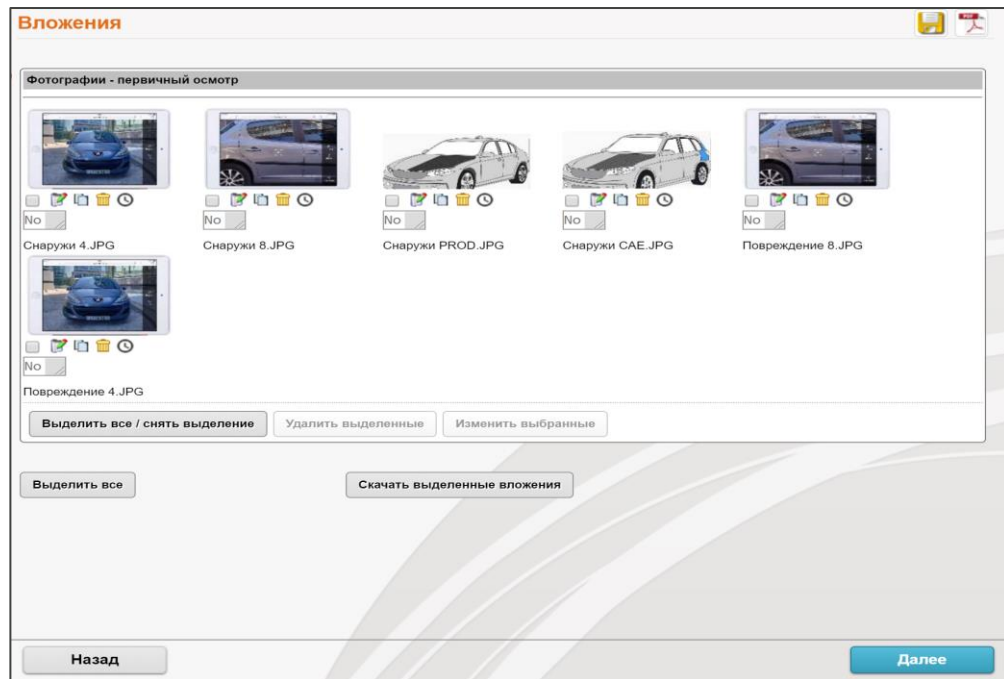 Вложения
PDF
Фотографии - первичный осмотр
No
No
No
No
Снаружи 4.JPG
Снаружи 8.JPG
Снаружи PROD.JPG
Снаружи CAE.JPG
Повреждение 8.JPG
No
No
Повреждение 4.JPG
Выделить все / снять выделение
Удалить выделенные
Изменить выбранные
Выделить все
Скачать выделенные вложения
Назад
Далее